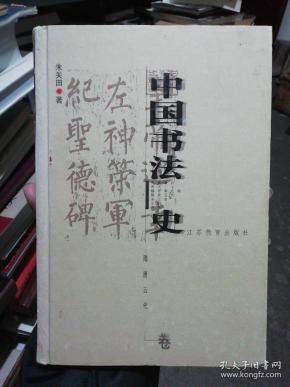 朱关田 著
中国书法史
左神策軍
紀聖德碑
江苏教育出版社
隋唐五代
卷
孔夫子旧书网